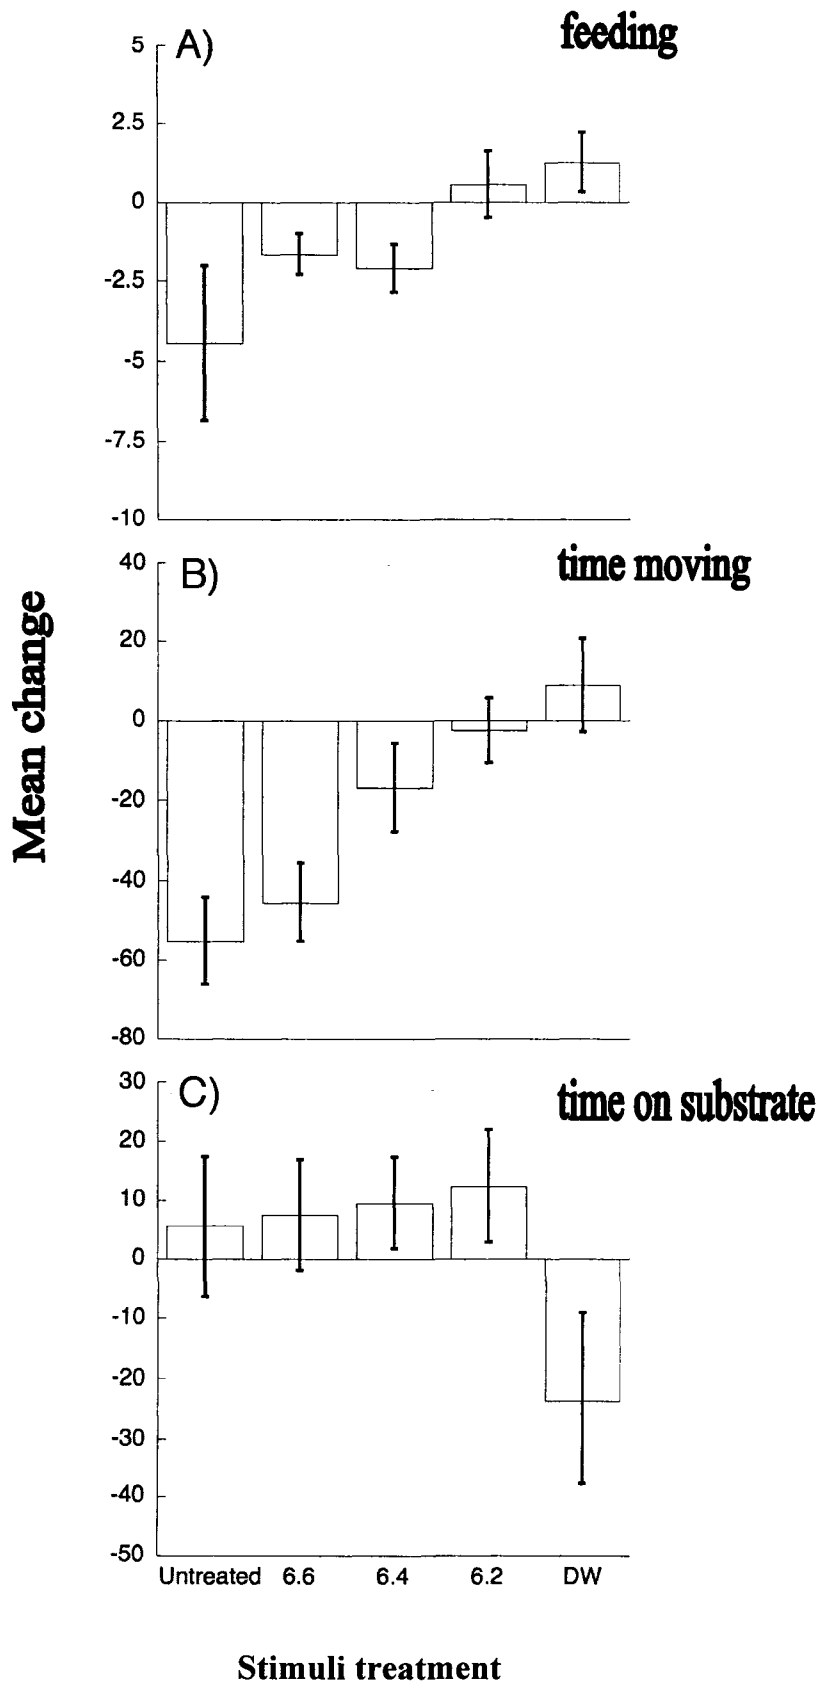 A)
feeding
5
2.5
0
-2.5
-5
-7.5
-10
B)
time moving
40
20
0
-20
-40
-60
-80
Mean change
C)
time on substrate
30
20
10
0
-10
-20
-30
-40
-50
Untreated 6.6 6.4 6.2 DW
Stimuli treatment